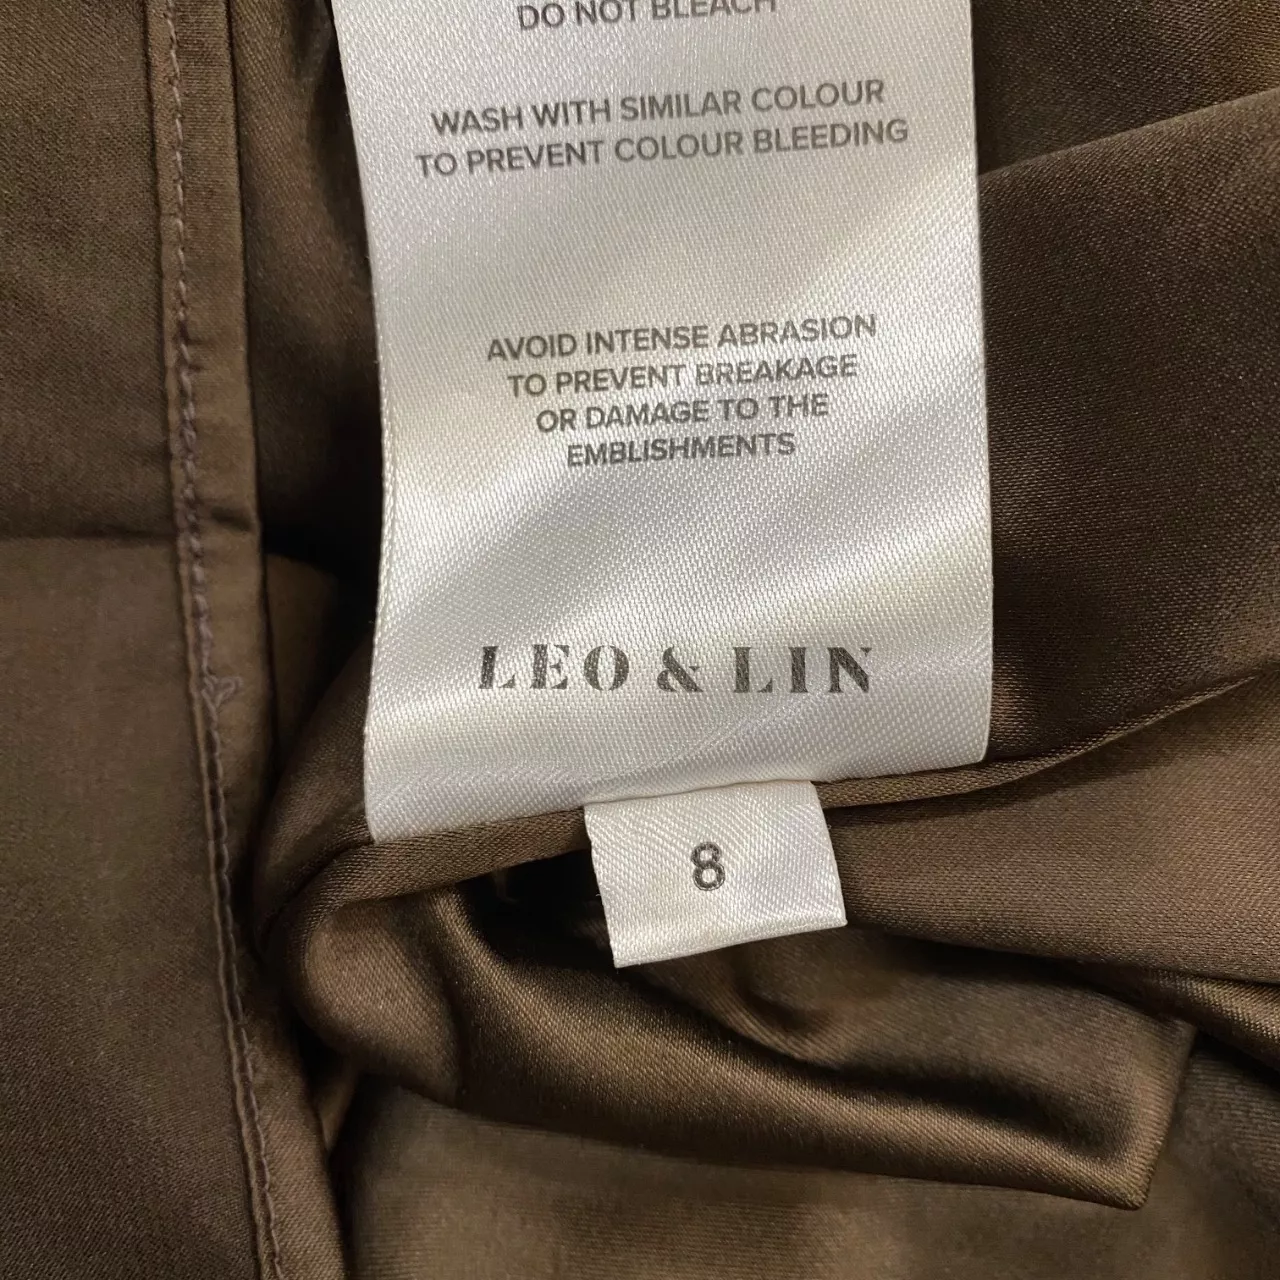 DO NOT BLEACH
WASH WITH SIMILAR COLOUR
TO PREVENT COLOUR BLEEDING
AVOID INTENSE ABRASION
TO PREVENT BREAKAGE
OR DAMAGE TO THE
EMBLISHMENTS
LEO & LIN
8